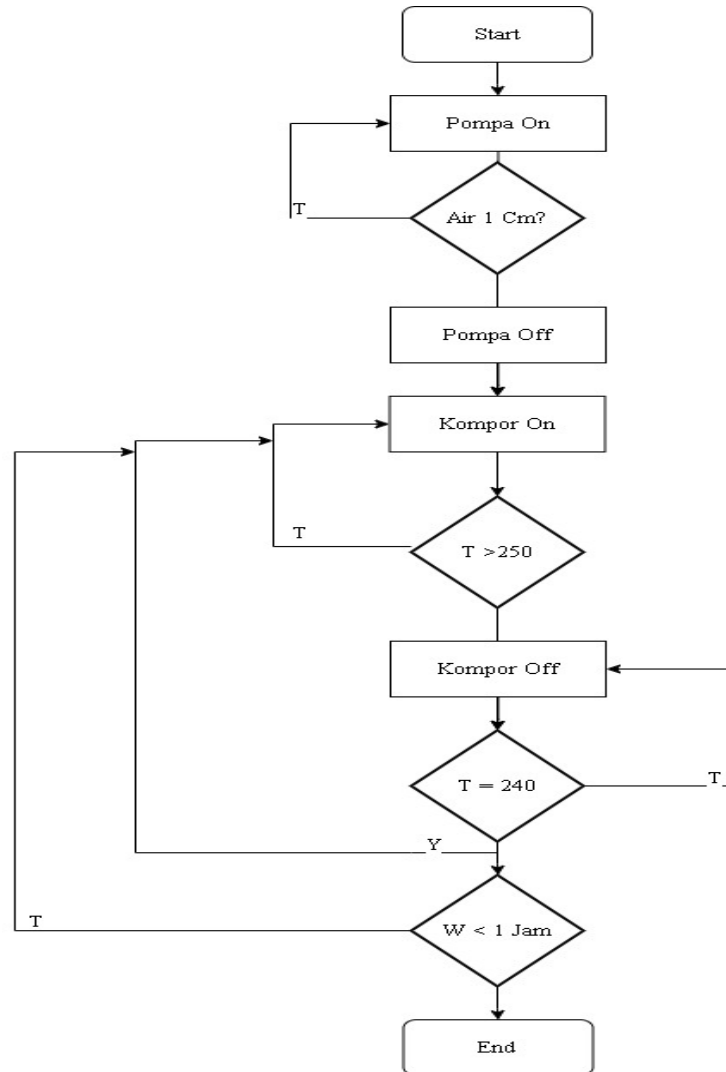 Start
Pompa On
T
Air 1 Cm?
Pompa Off
Kompor On
T
T >250
Kompor Off
T = 240
T
Y
T
W < 1 Jam
End